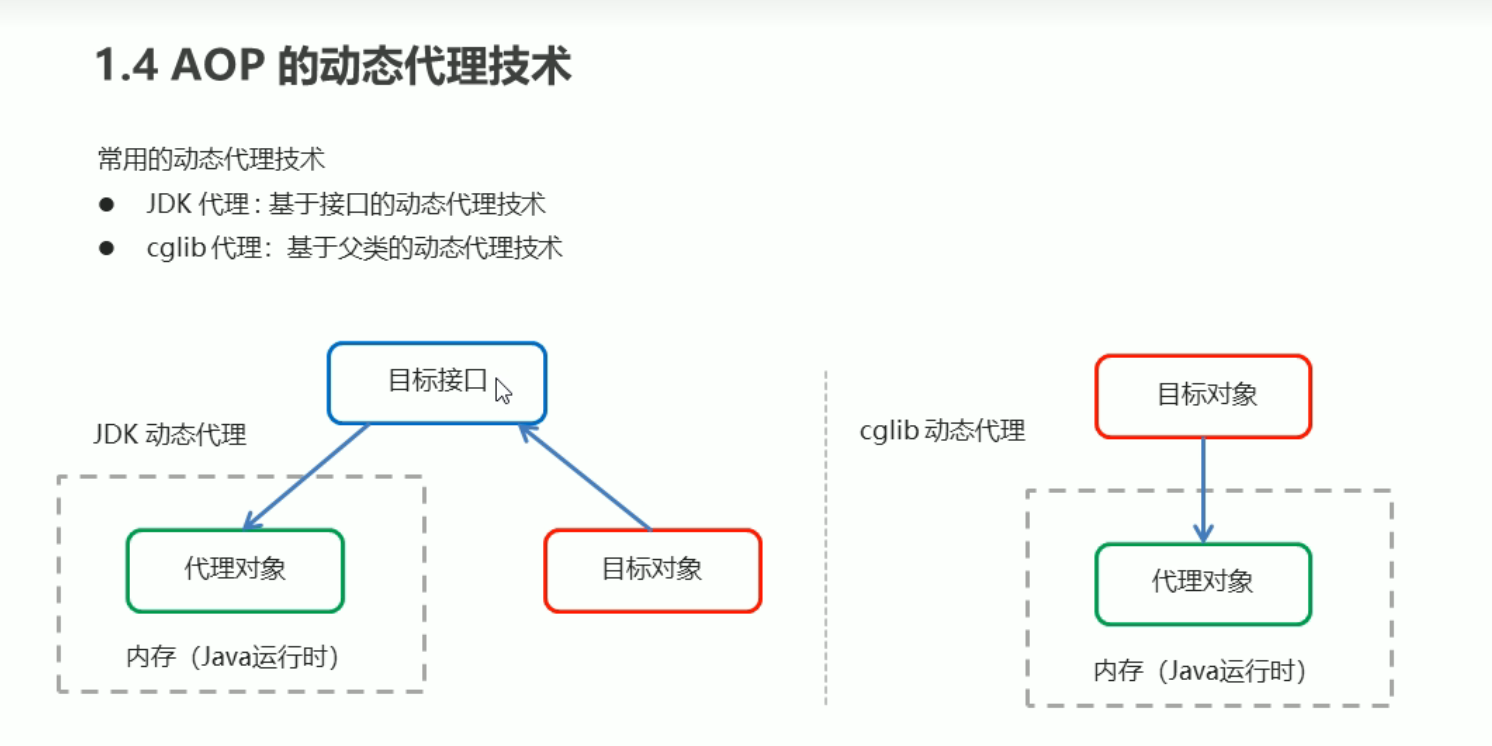 1.4 AOP 的动态代理技术
常用的动态代理技术
● JDK 代理 : 基于接口的动态代理技术
● cglib 代理：基于父类的动态代理技术
目标接口
JDK 动态代理
代理对象
目标对象
内存（Java运行时）
目标对象
cglib 动态代理
代理对象
内存（Java运行时）